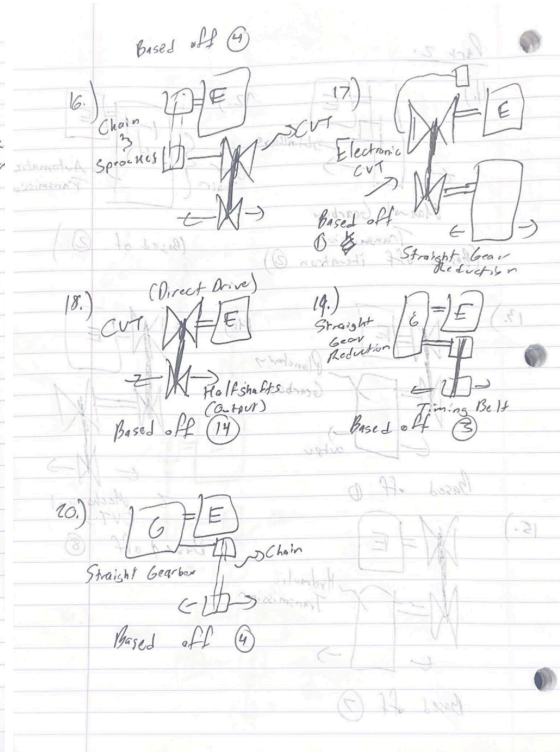 Based off 4
16.)
E
Chain
&
Sprockets
CVT
17.)
E
Electronic
CVT
Based off
1
Straight Gear
Reduction
18.)
(Direct Drive)
CVT
E
Halfshafts
(Output)
Based off 14
19.)
Straight
Gear
Reduction
G
E
Timing Belt
Based off 3
20.)
G
E
Chain
Straight Gearbox
Based off 4